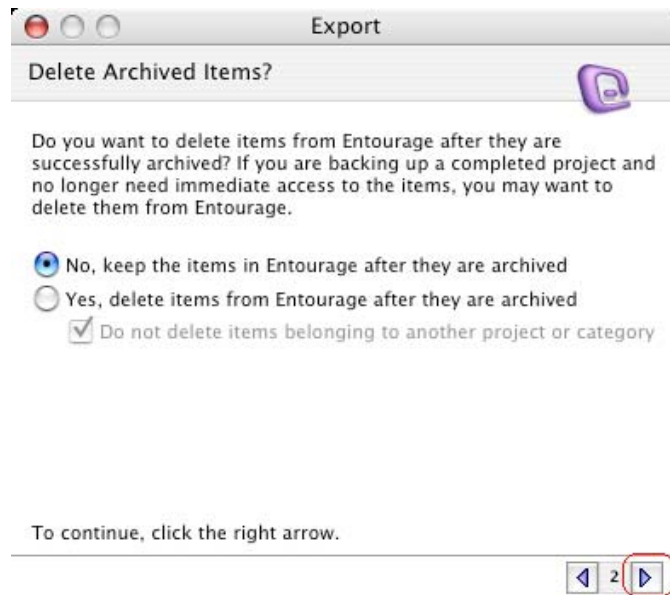 Export
Delete Archived Items?
Do you want to delete items from Entourage after they are
successfully archived? If you are backing up a completed project and
no longer need immediate access to the items, you may want to
delete them from Entourage.
No, keep the items in Entourage after they are archived
Yes, delete items from Entourage after they are archived
Do not delete items belonging to another project or category
To continue, click the right arrow.
2